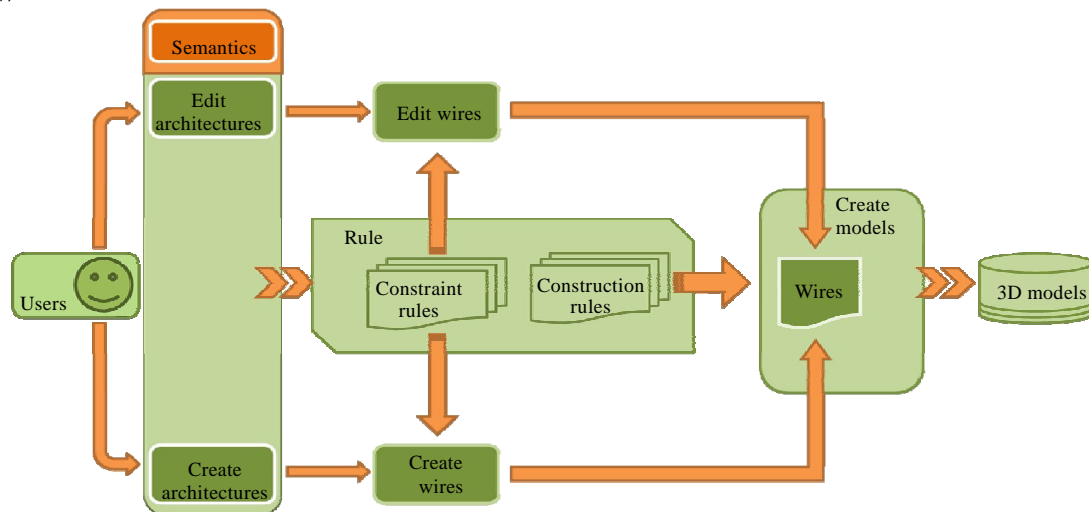 Semantics
Edit
architectures
Edit wires
Create
models
Rule
Users
Constraint
rules
Construction
rules
Wires
3D models
Create
architectures
Create
wires